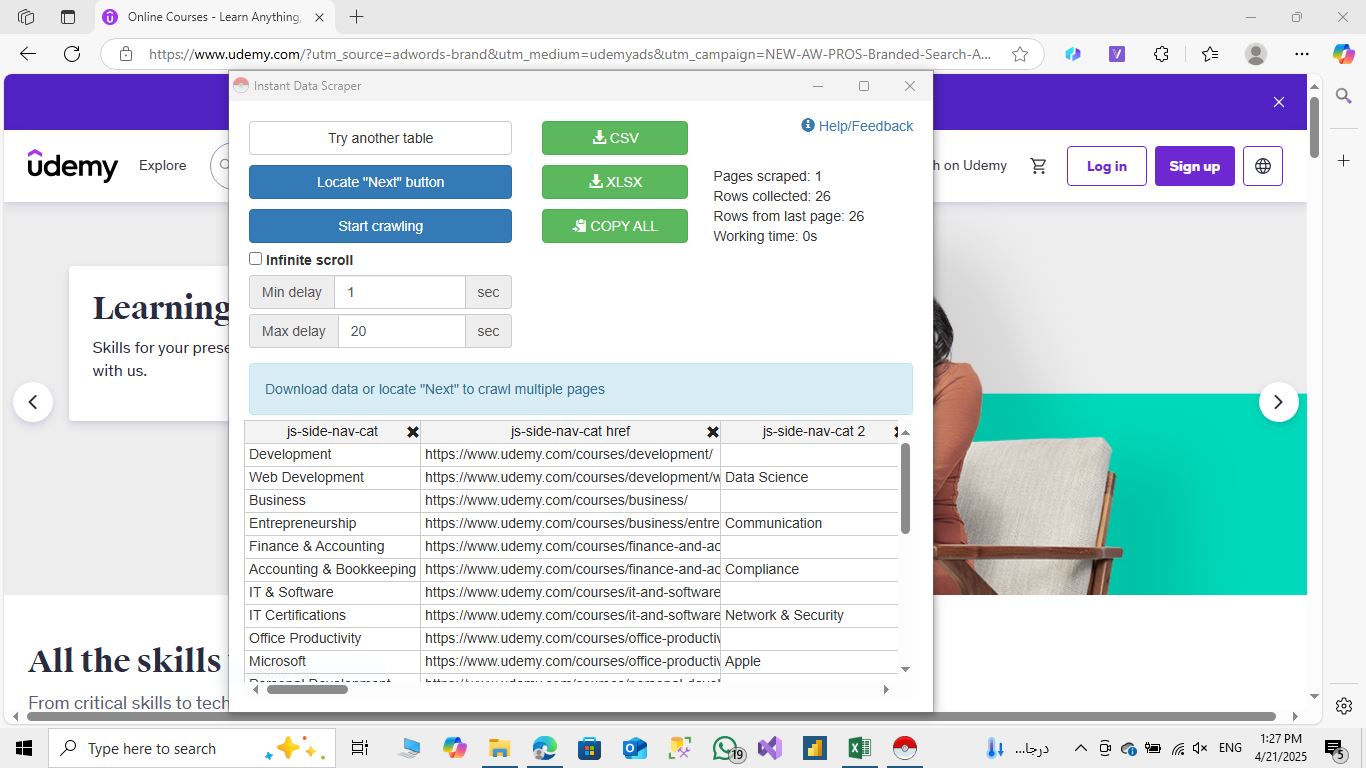 Online Courses - Learn Anything,
https://www.udemy.com/?utm_source=adwords-brand&utm_medium=udemyads&utm_campaign=NEW-AW-PROS-Branded-Search-A...
Instant Data Scraper
Try another table
CSV
Help/Feedback
Locate "Next" button
XLSX
Start crawling
COPY ALL
Pages scraped: 1
Rows collected: 26
Rows from last page: 26
Working time: 0s
Infinite scroll
Min delay 1 sec
Max delay 20 sec
Download data or locate "Next" to crawl multiple pages
js-side-nav-cat js-side-nav-cat href js-side-nav-cat 2
Development https://www.udemy.com/courses/development/
Web Development https://www.udemy.com/courses/development/w Data Science
Business https://www.udemy.com/courses/business/
Entrepreneurship https://www.udemy.com/courses/business/entre Communication
Finance & Accounting https://www.udemy.com/courses/finance-and-ac
Accounting & Bookkeeping https://www.udemy.com/courses/finance-and-ac Compliance
IT & Software https://www.udemy.com/courses/it-and-software
IT Certifications https://www.udemy.com/courses/it-and-software Network & Security
Office Productivity https://www.udemy.com/courses/office-productiv
Microsoft https://www.udemy.com/courses/office-productiv Apple
udemy
Explore
on Udemy
Log in
Sign up
Learning
Skills for your prese
with us.
All the skills
From critical skills to tech
Type here to search
19
درجا...
ENG
1:27 PM
4/21/2025
5